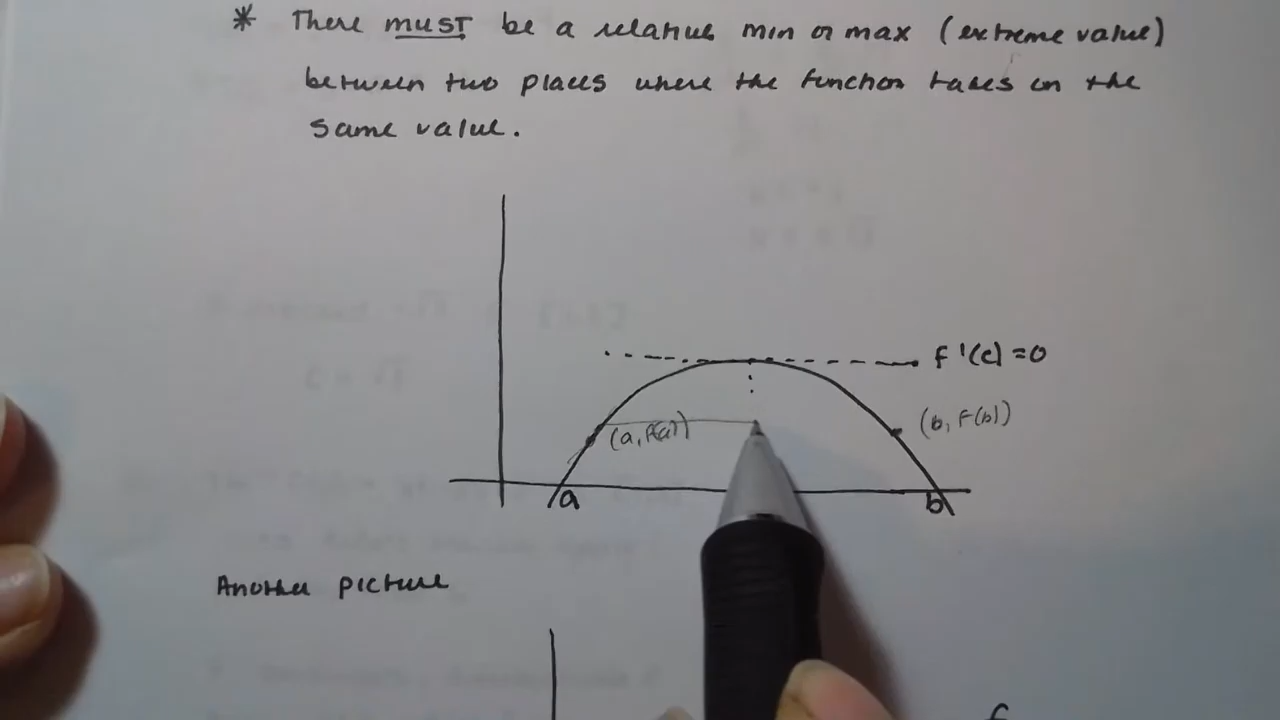 * There must be a relative min or max (extreme value)
between two places where the function takes on the
same value.
f'(c) = 0
(a, f(a))
(b, f(b))
a
b
Another picture
f